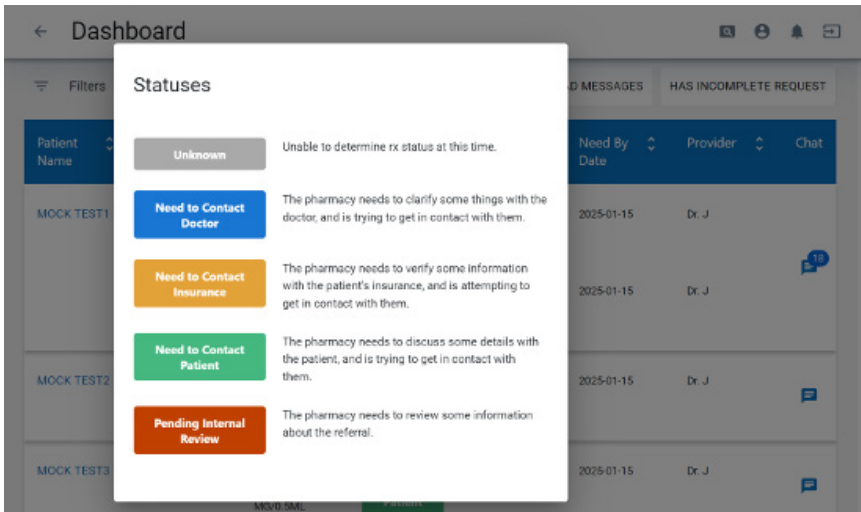 Dashboard
Filters
Statuses
D MESSAGES
HAS INCOMPLETE REQUEST
Patient
Name
Need By
Date
Provider
Chat
Unknown
Unable to determine rx status at this time.
MOCK TEST1
Need to Contact
Doctor
The pharmacy needs to clarify some things with the
doctor, and is trying to get in contact with them.
2025-01-15
Dr. J
18
Need to Contact
Insurance
The pharmacy needs to verify some information
with the patient's insurance, and is attempting to
get in contact with them.
2025-01-15
Dr. J
Need to Contact
Patient
The pharmacy needs to discuss some details with
the patient, and is trying to get in contact with
them.
MOCK TEST2
2025-01-15
Dr. J
Pending Internal
Review
The pharmacy needs to review some information
about the referral.
MOCK TEST3
2025-01-15
Dr. J
MG/0.5ML
Patient